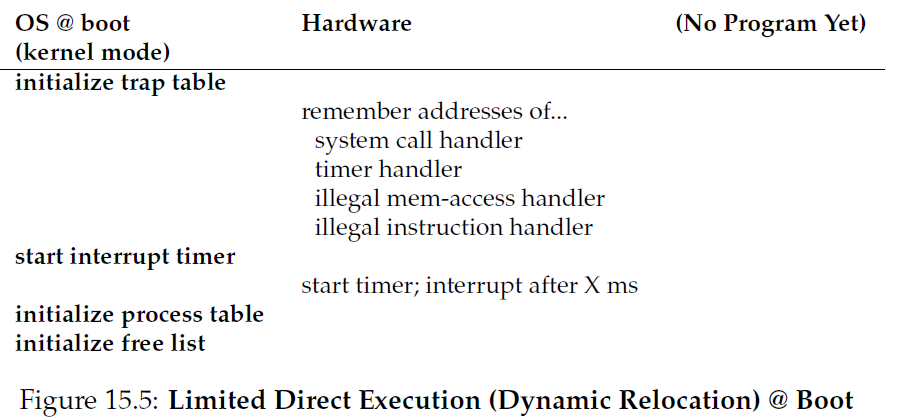 OS @ boot Hardware (No Program Yet)
(kernel mode)
initialize trap table
remember addresses of...
system call handler
timer handler
illegal mem-access handler
illegal instruction handler
start interrupt timer
start timer; interrupt after X ms
initialize process table
initialize free list
Figure 15.5: Limited Direct Execution (Dynamic Relocation) @ Boot